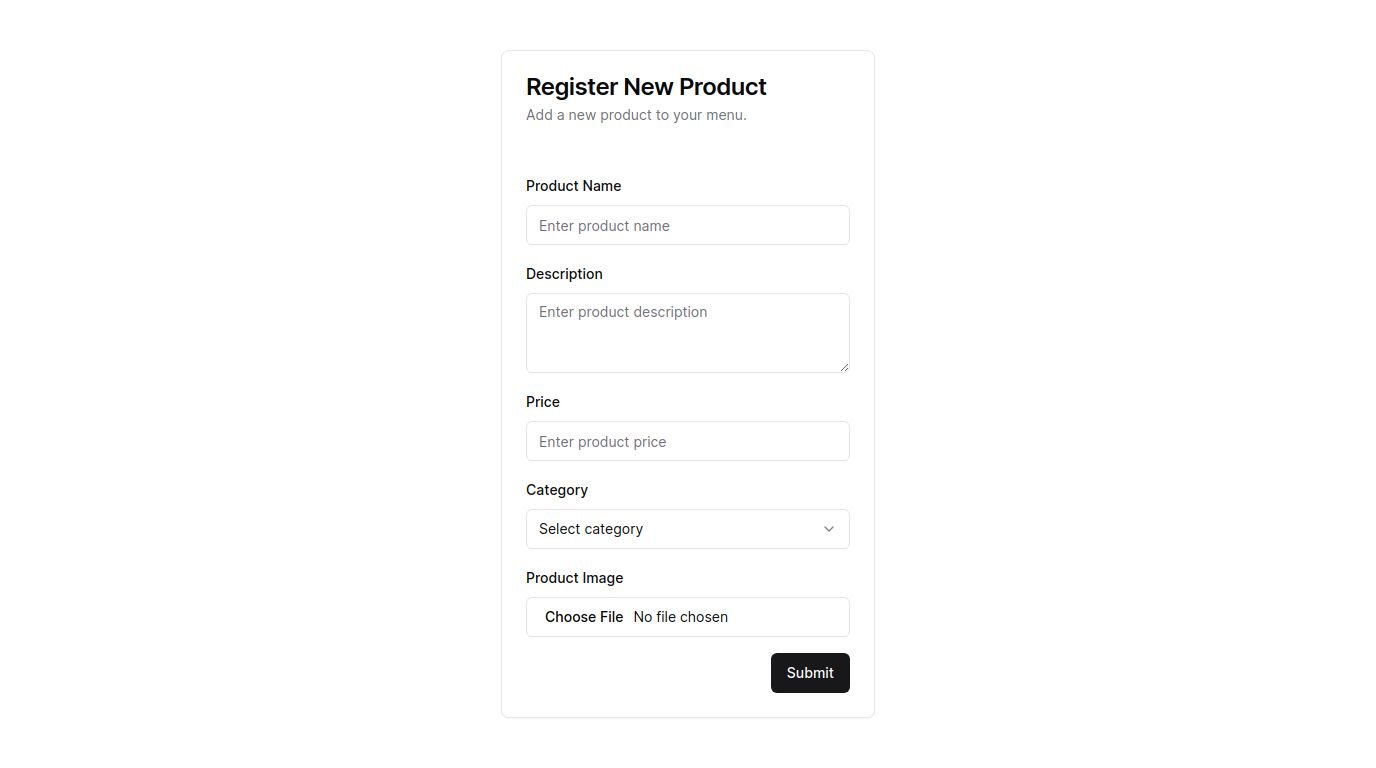 Register New Product
Add a new product to your menu.
Product Name
Enter product name
Description
Enter product description
Price
Enter product price
Category
Select category
Product Image
Choose File No file chosen
Submit